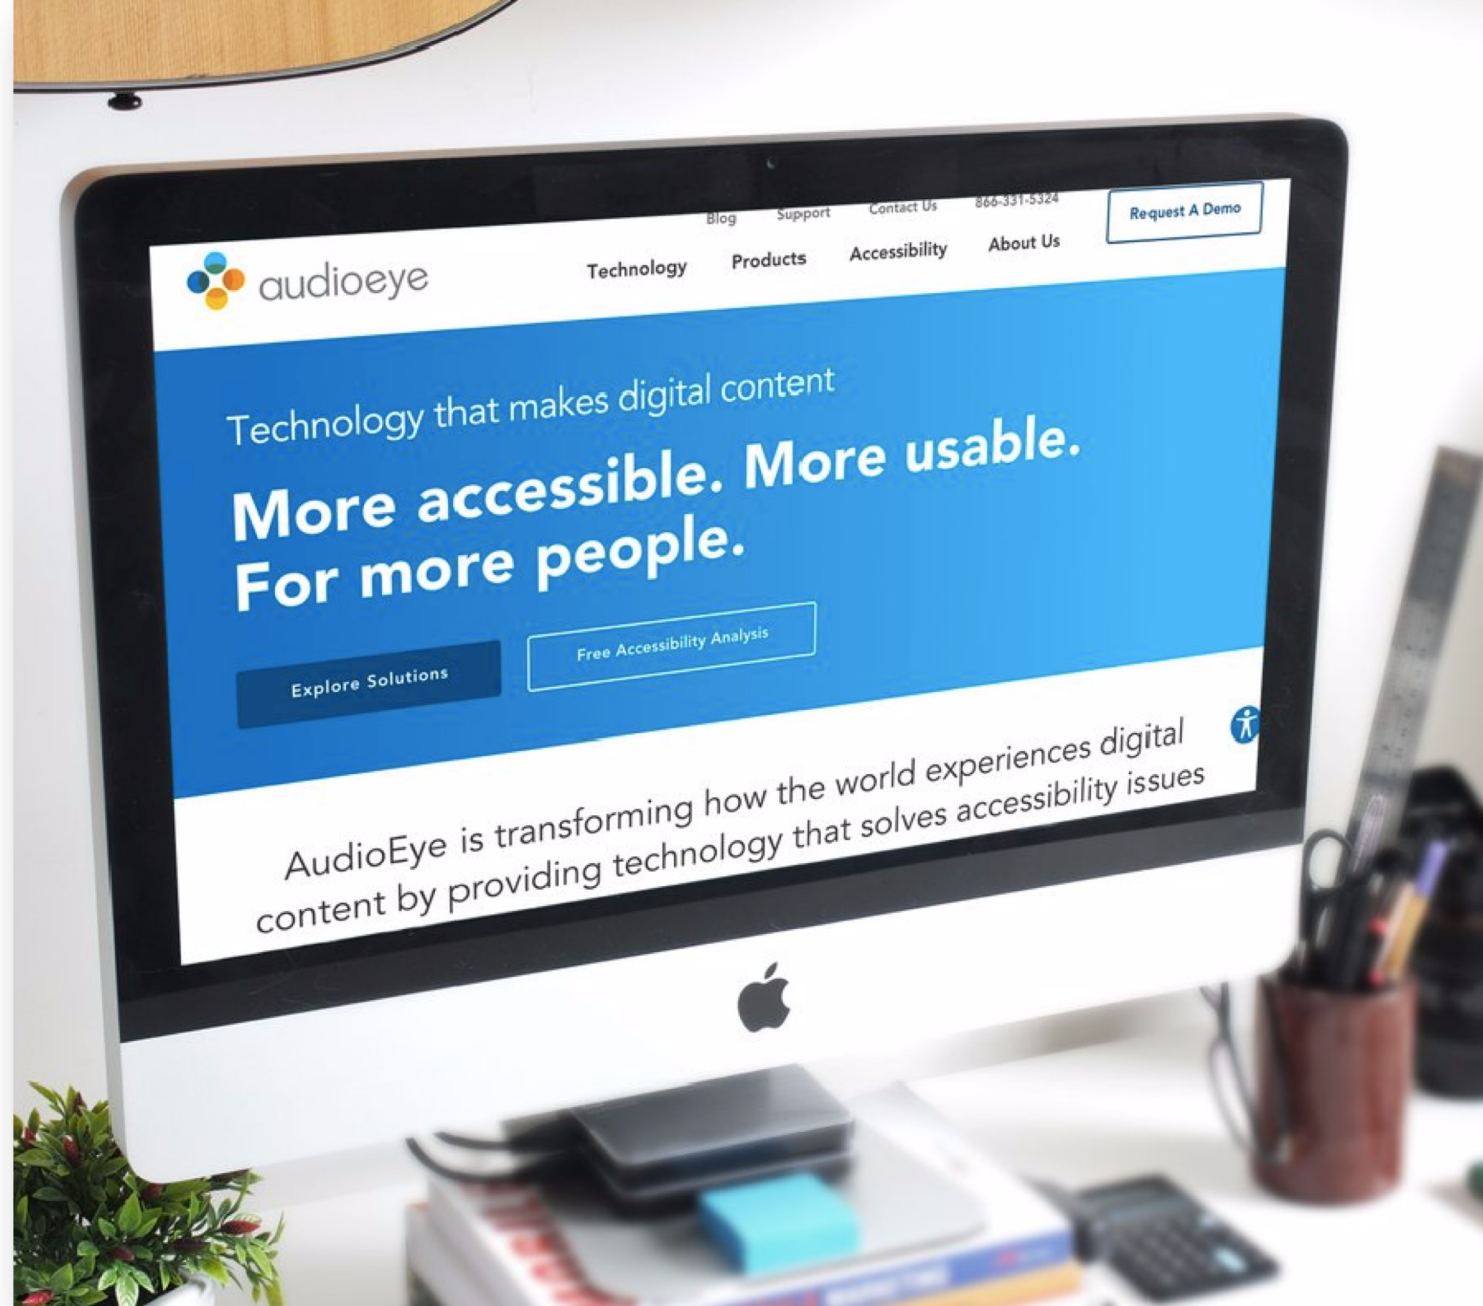 Blog Support Contact Us 866-331-5324
Request A Demo
audioeye
Technology Products Accessibility About Us
Technology that makes digital content
More accessible. More usable.
For more people.
Explore Solutions
Free Accessibility Analysis
AudioEye is transforming how the world experiences digital
content by providing technology that solves accessibility issues
MARKETING